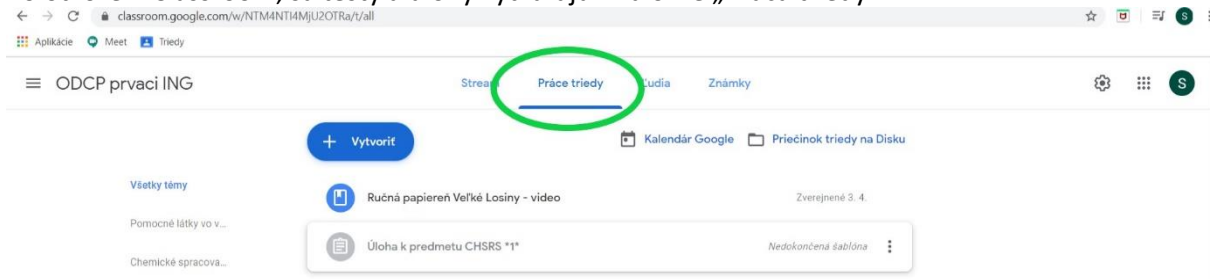 classroom.google.com/w/NTM4NTI4MjU2OTRa/t/all
Aplikácie Meet Triedy
ODCP prvaci ING Stream Práce triedy Ľudia Známky S
+ Vytvoriť Kalendár Google Priečinok triedy na Disku
Všetky témy
Ručná papiereň Veľké Losiny - video Zverejnené 3. 4.
Pomocné látky vo v...
Úloha k predmetu CHSRS "1" Nedokončená šablóna
Chemické spracova...